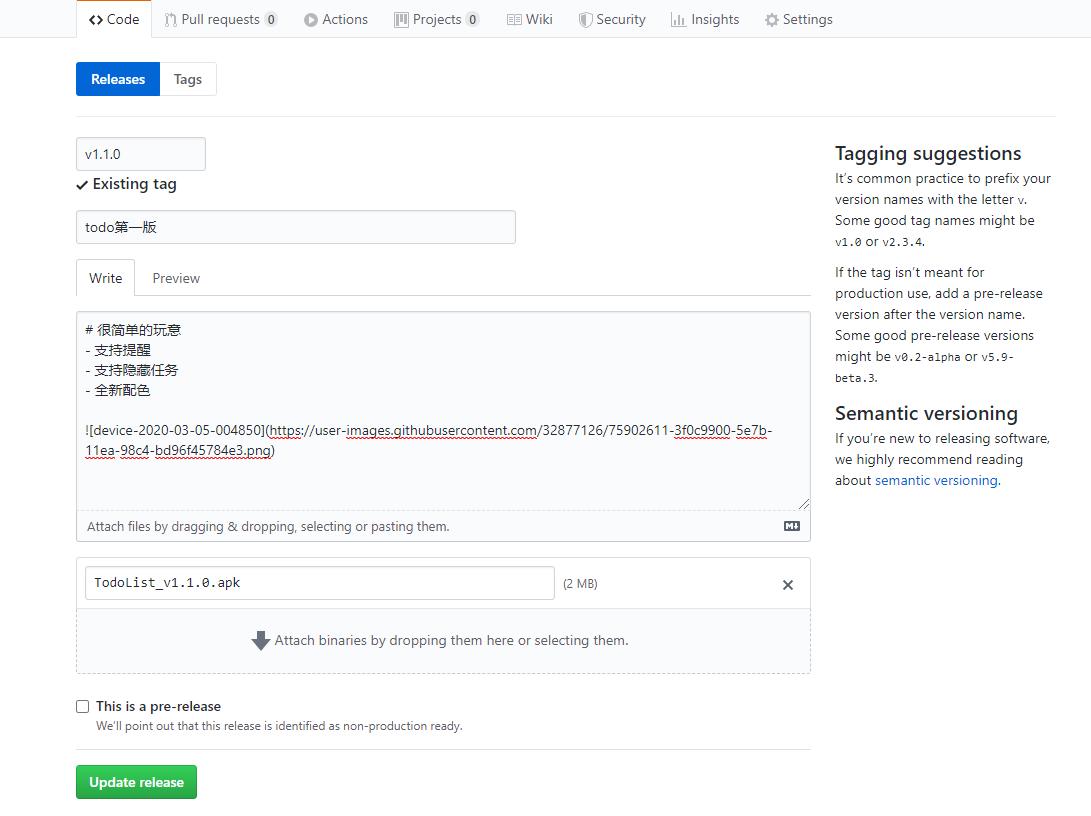 Code Pull requests 0 Actions Projects 0 Wiki Security Insights Settings
Releases Tags
v1.1.0
Existing tag
todo第一版
Write Preview
# 很简单的玩意
- 支持提醒
- 支持隐藏任务
- 全新配色
![device-2020-03-05-004850](https://user-images.githubusercontent.com/32877126/75902611-3f0c9900-5e7b-
11ea-98c4-bd96f45784e3.png)
Attach files by dragging & dropping, selecting or pasting them.
TodoList_v1.1.0.apk (2 MB)
Attach binaries by dropping them here or selecting them.
This is a pre-release
We'll point out that this release is identified as non-production ready.
Update release
Tagging suggestions
It's common practice to prefix your
version names with the letter v.
Some good tag names might be
v1.0 or v2.3.4.
If the tag isn't meant for
production use, add a pre-release
version after the version name.
Some good pre-release versions
might be v0.2-alpha or v5.9-
beta.3.
Semantic versioning
If you're new to releasing software,
we highly recommend reading
about semantic versioning.